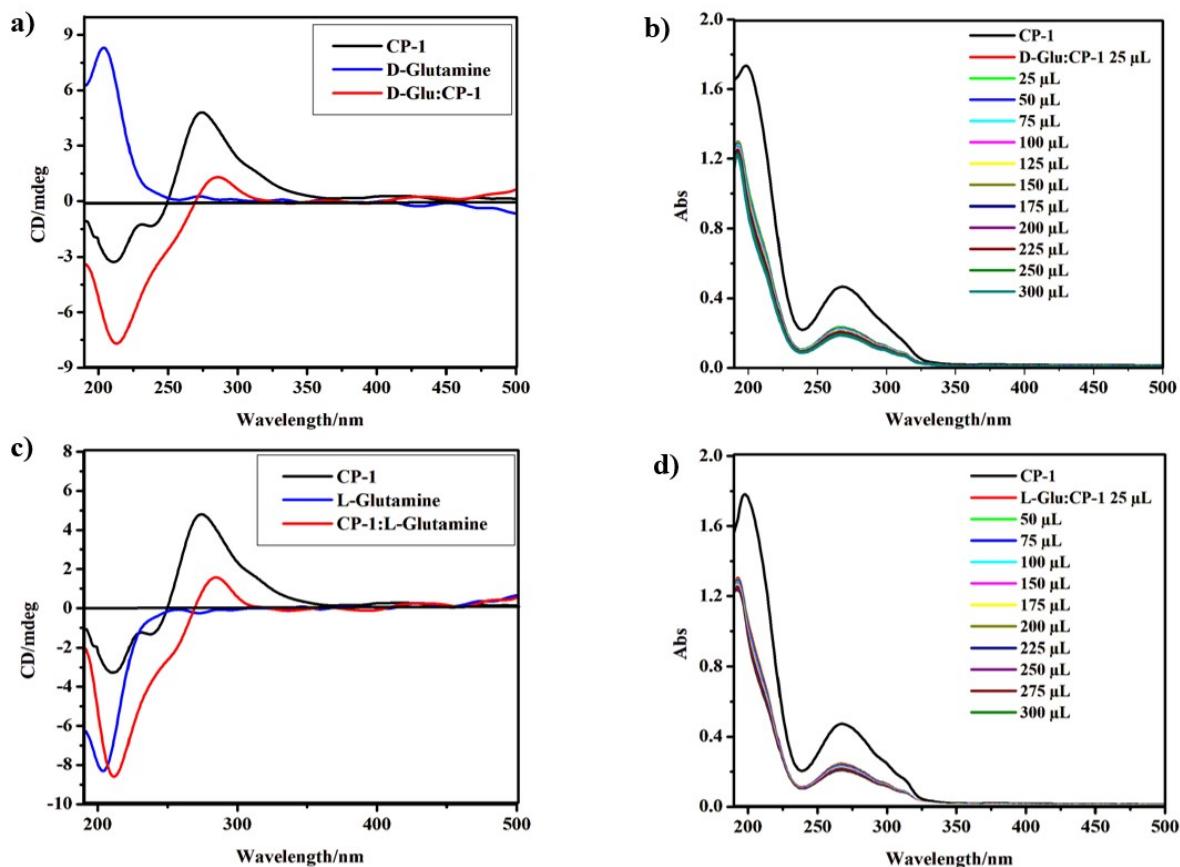 a)
9
6
3
0
-3
-6
-9
CD/mdeg
CP-1
D-Glutamine
D-Glu:CP-1
200 250 300 350 400 450 500
Wavelength/nm
b)
2.0
1.6
1.2
0.8
0.4
0.0
Abs
CP-1
D-Glu:CP-1 25 µL
25 µL
50 µL
75 µL
100 µL
125 µL
150 µL
175 µL
200 µL
225 µL
250 µL
300 µL
200 250 300 350 400 450 500
Wavelength/nm
c)
8
6
4
2
0
-2
-4
-6
-8
-10
CD/mdeg
CP-1
L-Glutamine
CP-1:L-Glutamine
200 250 300 350 400 450 500
Wavelength/nm
d)
2.0
1.6
1.2
0.8
0.4
0.0
Abs
CP-1
L-Glu:CP-1 25 µL
50 µL
75 µL
100 µL
150 µL
175 µL
200 µL
225 µL
250 µL
275 µL
300 µL
200 250 300 350 400 450 500
Wavelength/nm